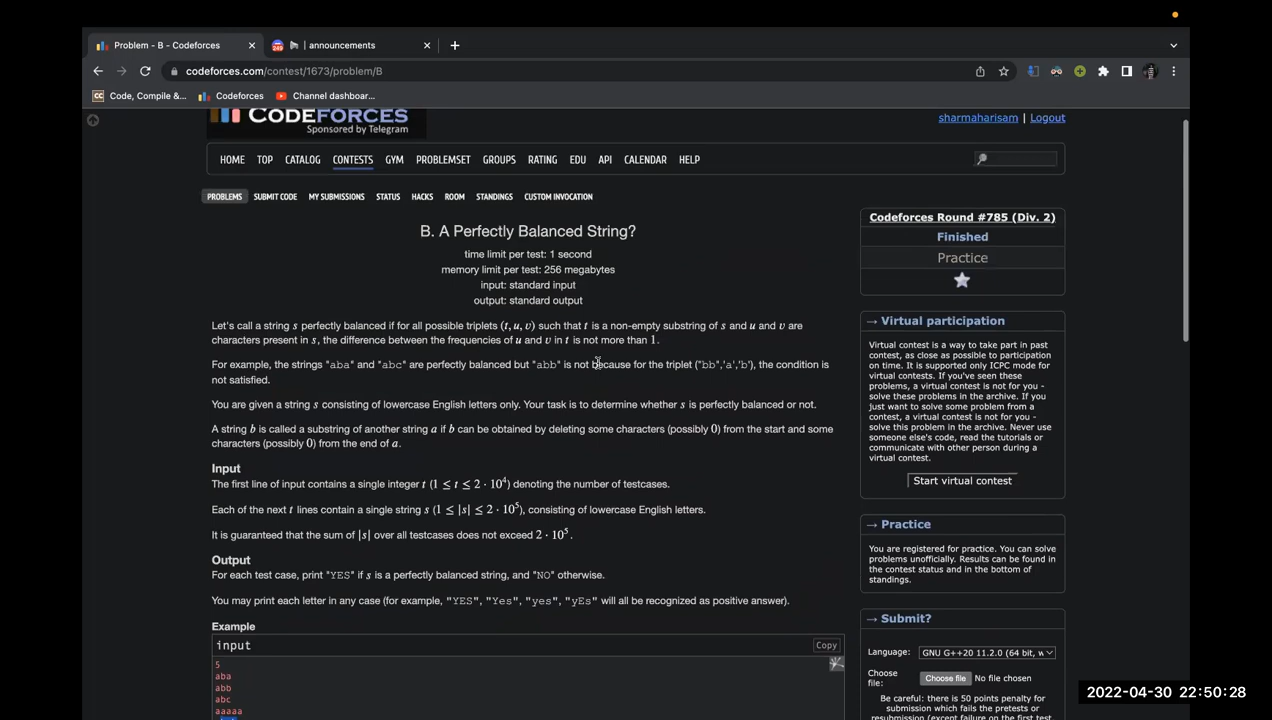 Problem - B - Codeforces
249
| announcements
codeforces.com/contest/1673/problem/B
CC Code, Compile &...
Codeforces
Channel dashboar...
CODEFORCES
Sponsored by Telegram
sharmaharisam | Logout
HOME TOP CATALOG CONTESTS GYM PROBLEMSET GROUPS RATING EDU API CALENDAR HELP
PROBLEMS SUBMIT CODE MY SUBMISSIONS STATUS HACKS ROOM STANDINGS CUSTOM INVOCATION
B. A Perfectly Balanced String?
time limit per test: 1 second
memory limit per test: 256 megabytes
input: standard input
output: standard output
Let's call a string s perfectly balanced if for all possible triplets (t, u, v) such that t is a non-empty substring of s and u and v are
characters present in s, the difference between the frequencies of u and v in t is not more than 1.
For example, the strings "aba" and "abc" are perfectly balanced but "abb" is not because for the triplet ("bb",'a','b'), the condition is
not satisfied.
You are given a string s consisting of lowercase English letters only. Your task is to determine whether s is perfectly balanced or not.
A string b is called a substring of another string a if b can be obtained by deleting some characters (possibly 0) from the start and some
characters (possibly 0) from the end of a.
Input
The first line of input contains a single integer t (1 ≤ t ≤ 2 · 10^4) denoting the number of testcases.
Each of the next t lines contain a single string s (1 ≤ |s| ≤ 2 · 10^5), consisting of lowercase English letters.
It is guaranteed that the sum of |s| over all testcases does not exceed 2 · 10^5.
Output
For each test case, print "YES" if s is a perfectly balanced string, and "NO" otherwise.
You may print each letter in any case (for example, "YES", "Yes", "yes", "yEs" will all be recognized as positive answer).
Example
input
Copy
5
aba
abb
abc
aaaaa
Codeforces Round #785 (Div. 2)
Finished
Practice
→ Virtual participation
Virtual contest is a way to take part in past
contest, as close as possible to participation
on time. It is supported only ICPC mode for
virtual contests. If you've seen these
problems, a virtual contest is not for you -
solve these problems in the archive. If you
just want to solve some problem from a
contest, a virtual contest is not for you -
solve this problem in the archive. Never use
someone else's code, read the tutorials or
communicate with other person during a
virtual contest.
Start virtual contest
→ Practice
You are registered for practice. You can solve
problems unofficially. Results can be found in
the contest status and in the bottom of
standings.
→ Submit?
Language: GNU G++20 11.2.0 (64 bit, w
Choose
file: Choose file No file chosen
Be careful: there is 50 points penalty for
submission which fails the pretests or
resubmission (except failure on the first test
2022-04-30 22:50:28